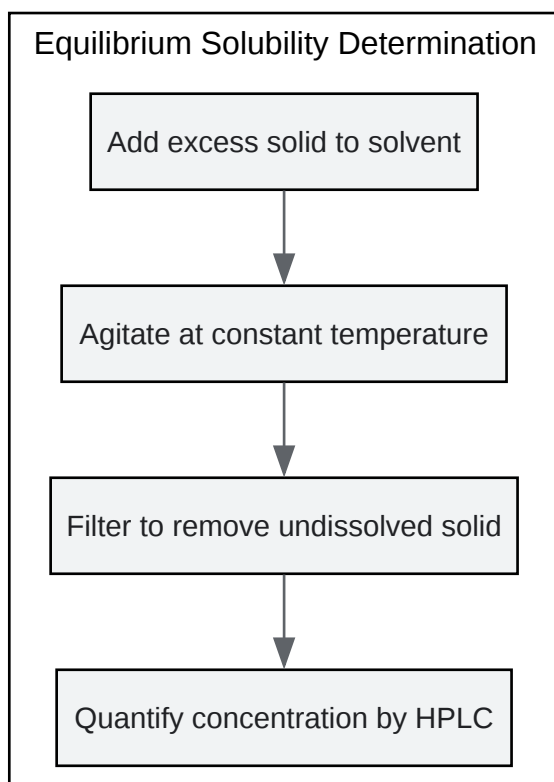 Equilibrium Solubility Determination
Add excess solid to solvent
Agitate at constant temperature
Filter to remove undissolved solid
Quantify concentration by HPLC